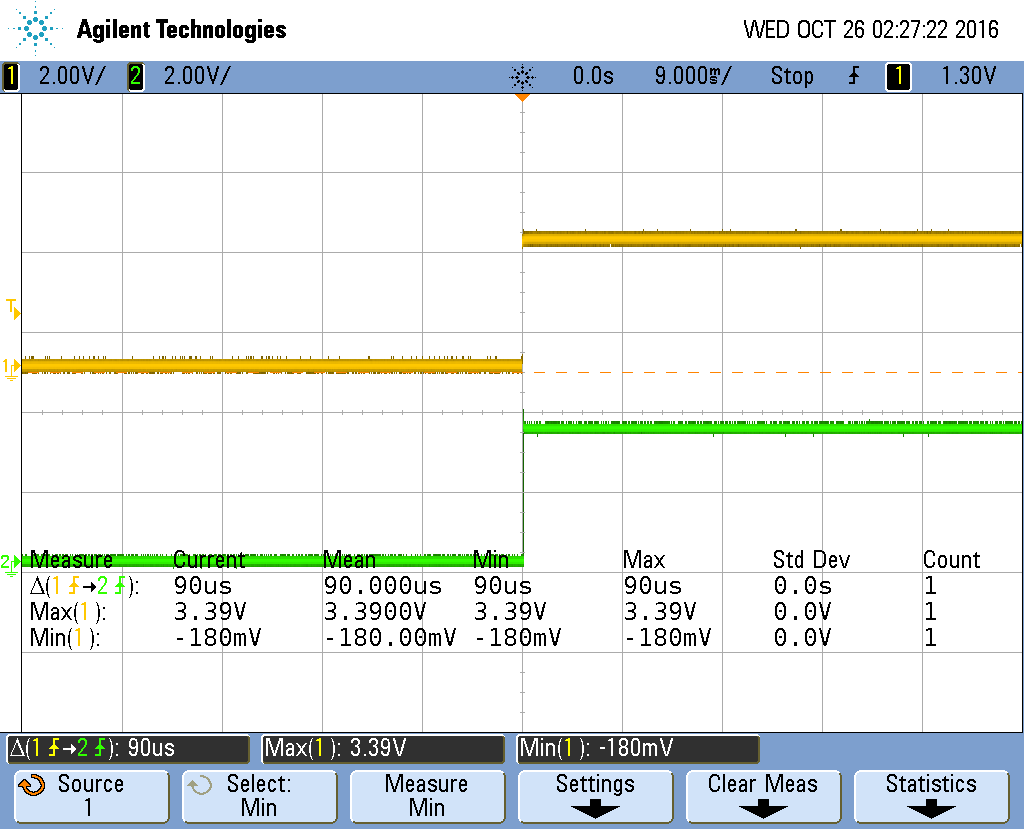 Agilent Technologies WED OCT 26 02:27:22 2016
1 2.00V/ 2 2.00V/ 0.0s 9.000ms/ Stop 1 1.30V
T
1
2
Measure Current Mean Min Max Std Dev Count
Δ(1→2): 90us 90.000us 90us 90us 0.0s 1
Max(1): 3.39V 3.3900V 3.39V 3.39V 0.0V 1
Min(1): -180mV -180.00mV -180mV -180mV 0.0V 1
Δ(1→2): 90us Max(1): 3.39V Min(1): -180mV
Source Select: Measure Settings Clear Meas Statistics
1 Min Min